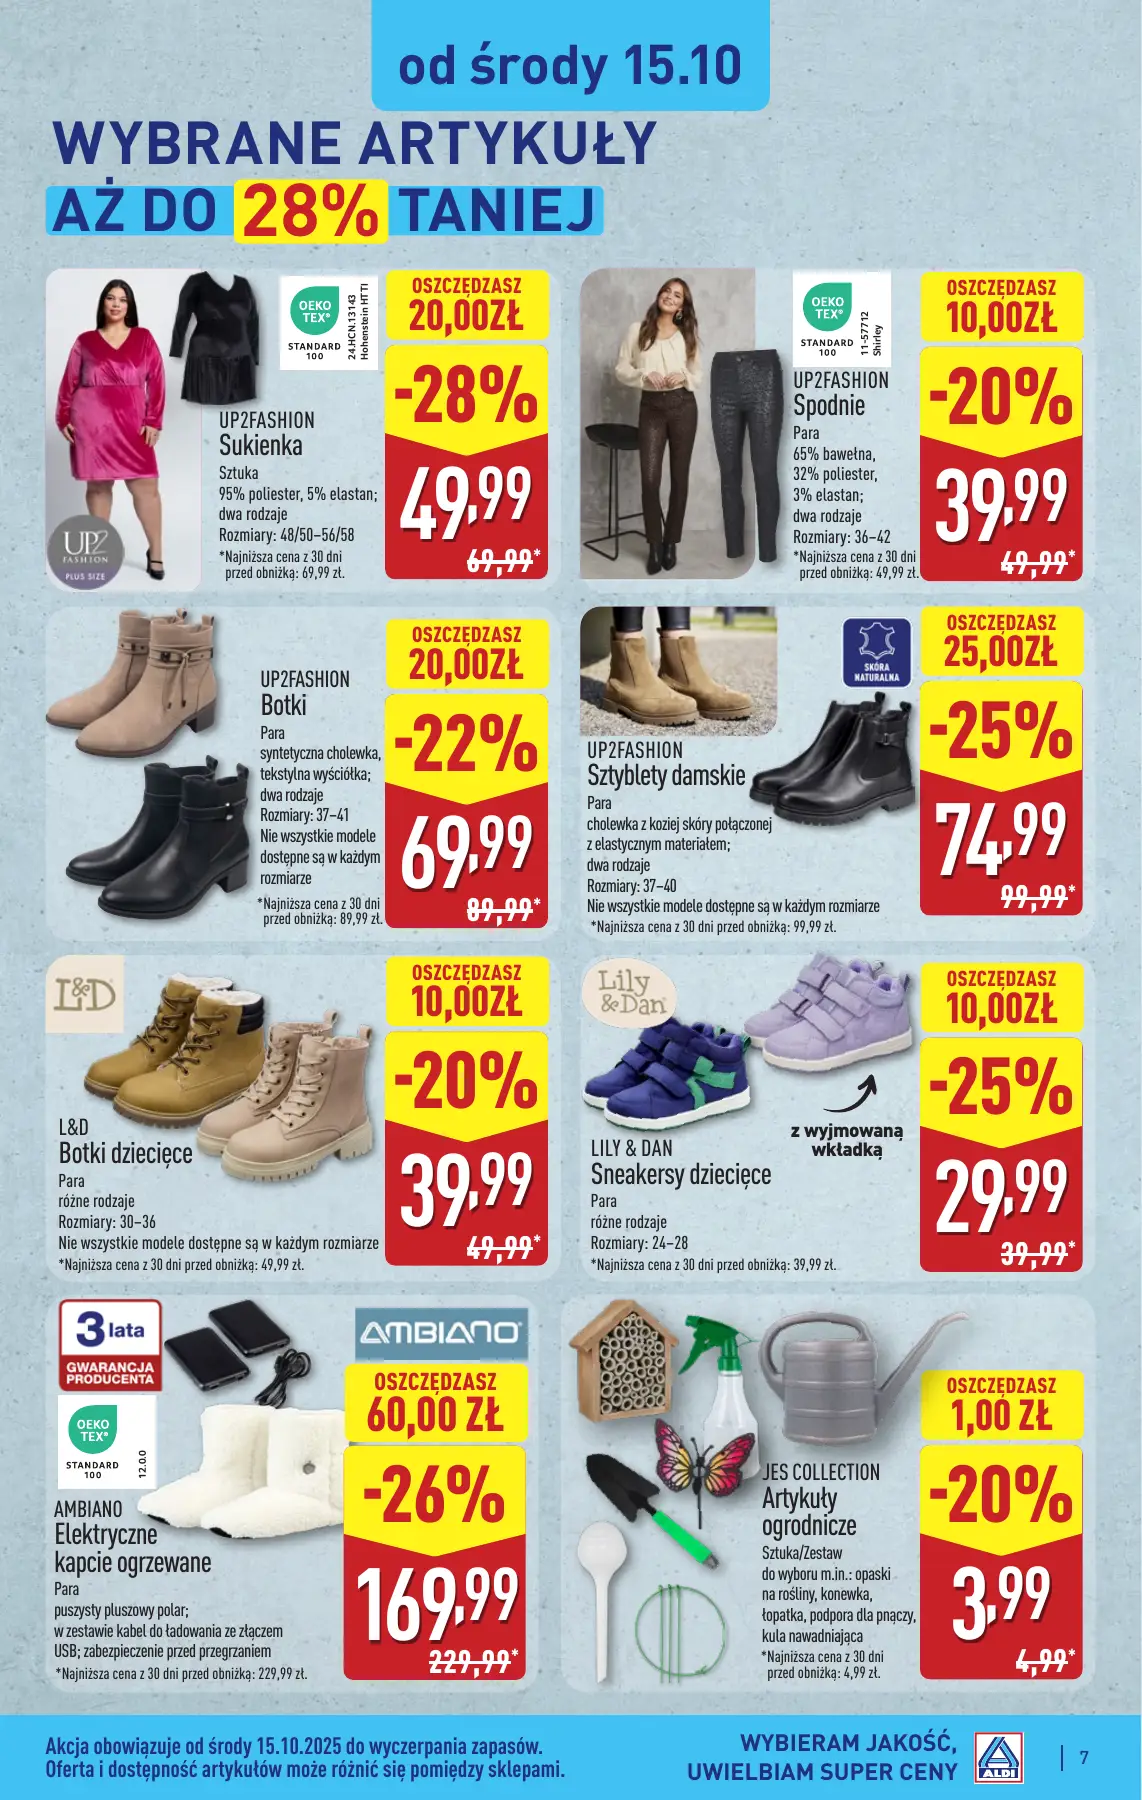 od środy 15.10
WYBRANE ARTYKUŁY
AŻ DO 28% TANIEJ
OEKO
TEX®
STANDARD
100
24.HCN.13143
Hohenstein HTTI
UP2FASHION
Sukienka
Sztuka
95% poliester, 5% elastan;
dwa rodzaje
Rozmiary: 48/50–56/58
*Najniższa cena z 30 dni
przed obniżką: 69,99 zł.
UP2
FASHION
PLUS SIZE
OSZCZĘDZASZ
20,00ZŁ
-28%
49,99
69,99*
OEKO
TEX®
STANDARD
100
11-57712
Shirley
UP2FASHION
Spodnie
Para
65% bawełna,
32% poliester,
3% elastan;
dwa rodzaje
Rozmiary: 36–42
*Najniższa cena z 30 dni
przed obniżką: 49,99 zł.
OSZCZĘDZASZ
10,00ZŁ
-20%
39,99
49,99*
UP2FASHION
Botki
Para
syntetyczna cholewka,
tekstylna wyściółka;
dwa rodzaje
Rozmiary: 37–41
Nie wszystkie modele
dostępne są w każdym
rozmiarze
*Najniższa cena z 30 dni
przed obniżką: 89,99 zł.
OSZCZĘDZASZ
20,00ZŁ
-22%
69,99
89,99*
SKÓRA
NATURALNA
UP2FASHION
Sztyblety damskie
Para
cholewka z koziej skóry połączonej
z elastycznym materiałem;
dwa rodzaje
Rozmiary: 37–40
Nie wszystkie modele dostępne są w każdym rozmiarze
*Najniższa cena z 30 dni przed obniżką: 99,99 zł.
OSZCZĘDZASZ
25,00ZŁ
-25%
74,99
99,99*
L&D
L&D
Botki dziecięce
Para
różne rodzaje
Rozmiary: 30–36
Nie wszystkie modele dostępne są w każdym rozmiarze
*Najniższa cena z 30 dni przed obniżką: 49,99 zł.
OSZCZĘDZASZ
10,00ZŁ
-20%
39,99
49,99*
Lily
&Dan
z wyjmowaną
wkładką
LILY & DAN
Sneakersy dziecięce
Para
różne rodzaje
Rozmiary: 24–28
*Najniższa cena z 30 dni przed obniżką: 39,99 zł.
OSZCZĘDZASZ
10,00ZŁ
-25%
29,99
39,99*
3 lata
GWARANCJA
PRODUCENTA
OEKO
TEX®
STANDARD
100
12.0.0
AMBIANO
AMBIANO
Elektryczne
kapcie ogrzewane
Para
puszysty pluszowy polar;
w zestawie kabel do ładowania ze złączem
USB; zabezpieczenie przed przegrzaniem
*Najniższa cena z 30 dni przed obniżką: 229,99 zł.
OSZCZĘDZASZ
60,00 ZŁ
-26%
169,99
229,99*
JES COLLECTION
Artykuły
ogrodnicze
Sztuka/Zestaw
do wyboru m.in.: opaski
na rośliny, konewka,
łopatka, podpora dla pnączy,
kula nawadniająca
*Najniższa cena z 30 dni
przed obniżką: 4,99 zł.
OSZCZĘDZASZ
1,00 ZŁ
-20%
3,99
4,99*
Akcja obowiązuje od środy 15.10.2025 do wyczerpania zapasów.
Oferta i dostępność artykułów może różnić się pomiędzy sklepami.
WYBIERAM JAKOŚĆ,
UWIELBIAM SUPER CENY
ALDI
7